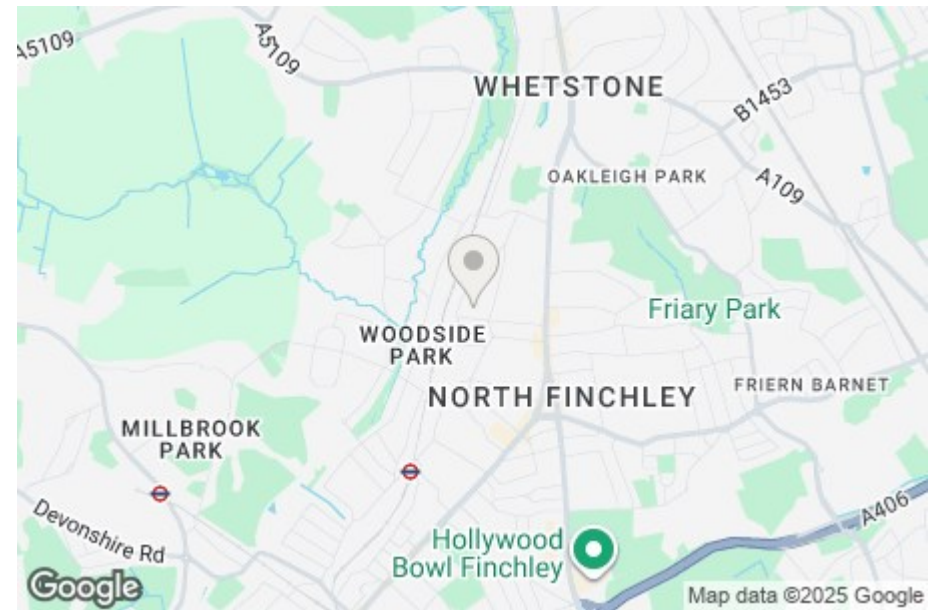 A5109
A5109
WHETSTONE
B1453
OAKLEIGH PARK
A109
Friary Park
WOODSIDE
PARK
NORTH FINCHLEY
FRIERN BARNET
MILLBROOK
PARK
Devonshire Rd
A406
Hollywood
Bowl Finchley
Google
Map data ©2025 Google